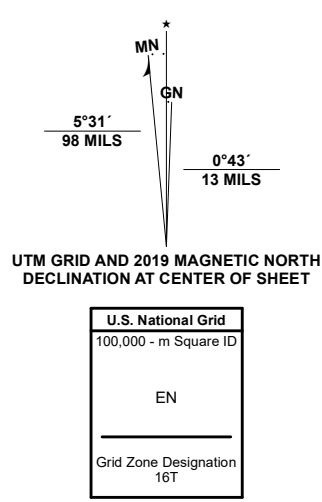 MN
GN
5°31´
98 MILS
0°43´
13 MILS
UTM GRID AND 2019 MAGNETIC NORTH
DECLINATION AT CENTER OF SHEET
U.S. National Grid
100,000 - m Square ID
EN
Grid Zone Designation
16T